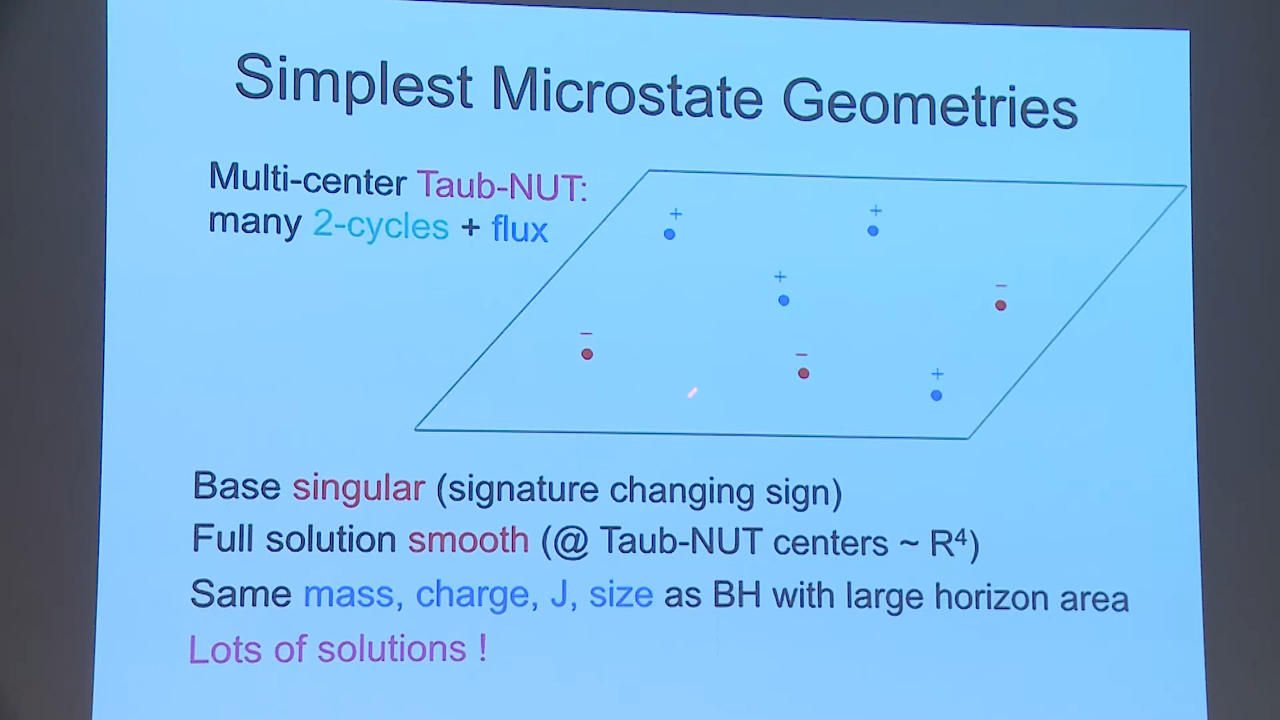 Simplest Microstate Geometries
Multi-center Taub-NUT:
many 2-cycles + flux
+ +
+
−
−
−
+
Base singular (signature changing sign)
Full solution smooth (@ Taub-NUT centers ~ R⁴)
Same mass, charge, J, size as BH with large horizon area
Lots of solutions !